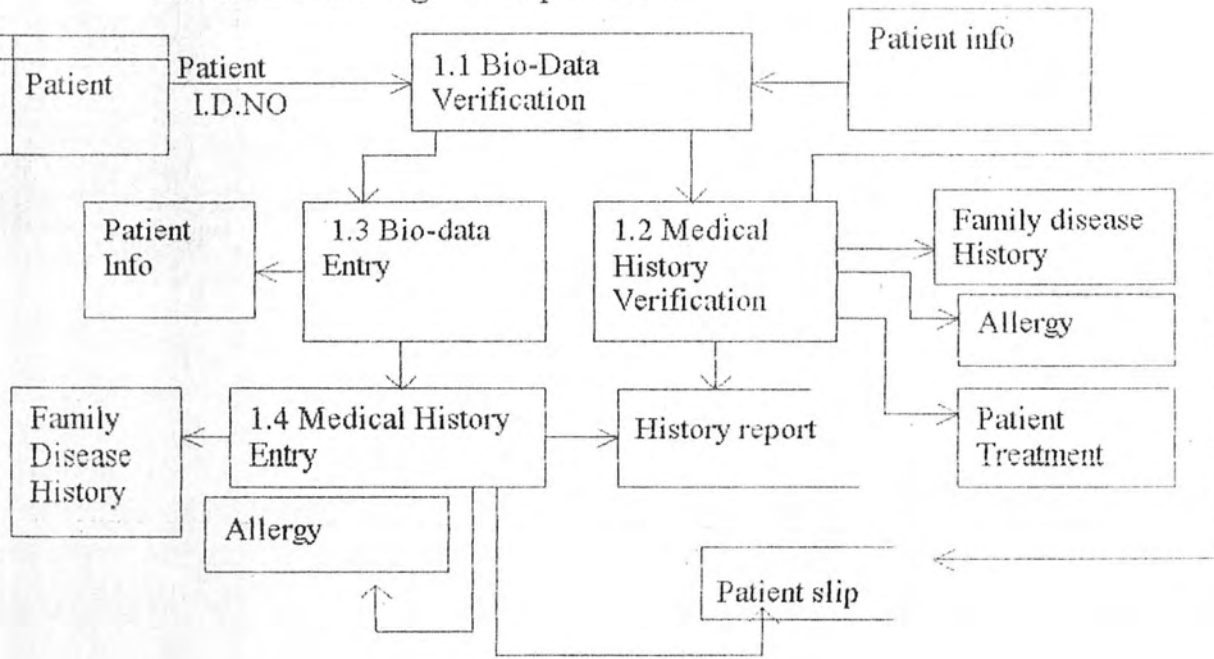 Patient info
Patient
Patient
I.D.NO
1.1 Bio-Data
Verification
Patient
Info
1.3 Bio-data
Entry
1.2 Medical
History
Verification
Family disease
History
Allergy
Family
Disease
History
1.4 Medical History
Entry
History report
Patient
Treatment
Allergy
Patient slip